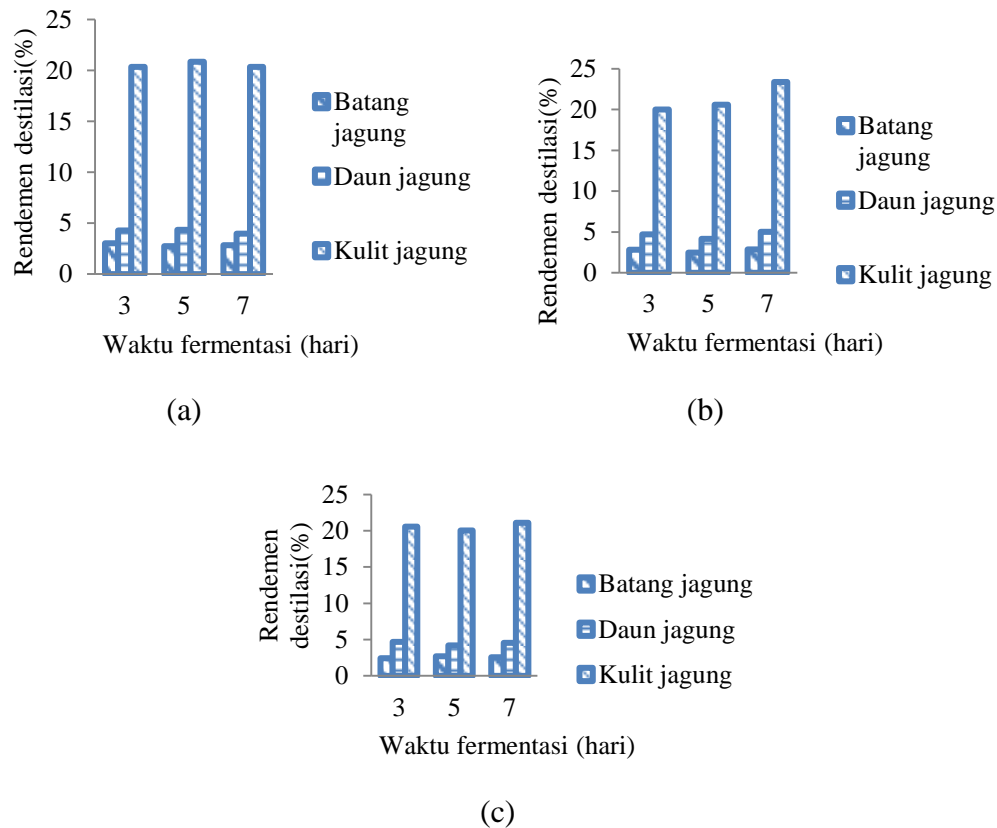 Rendemen destilasi(%)
25
20
15
10
5
0
3 5 7
Waktu fermentasi (hari)
Batang
jagung
Daun jagung
Kulit jagung
(a)
Rendemen destilasi(%)
25
20
15
10
5
0
3 5 7
Waktu fermentasi (hari)
Batang
jagung
Daun jagung
Kulit jagung
(b)
Rendemen
destilasi(%)
25
20
15
10
5
0
3 5 7
Waktu fermentasi (hari)
Batang jagung
Daun jagung
Kulit jagung
(c)